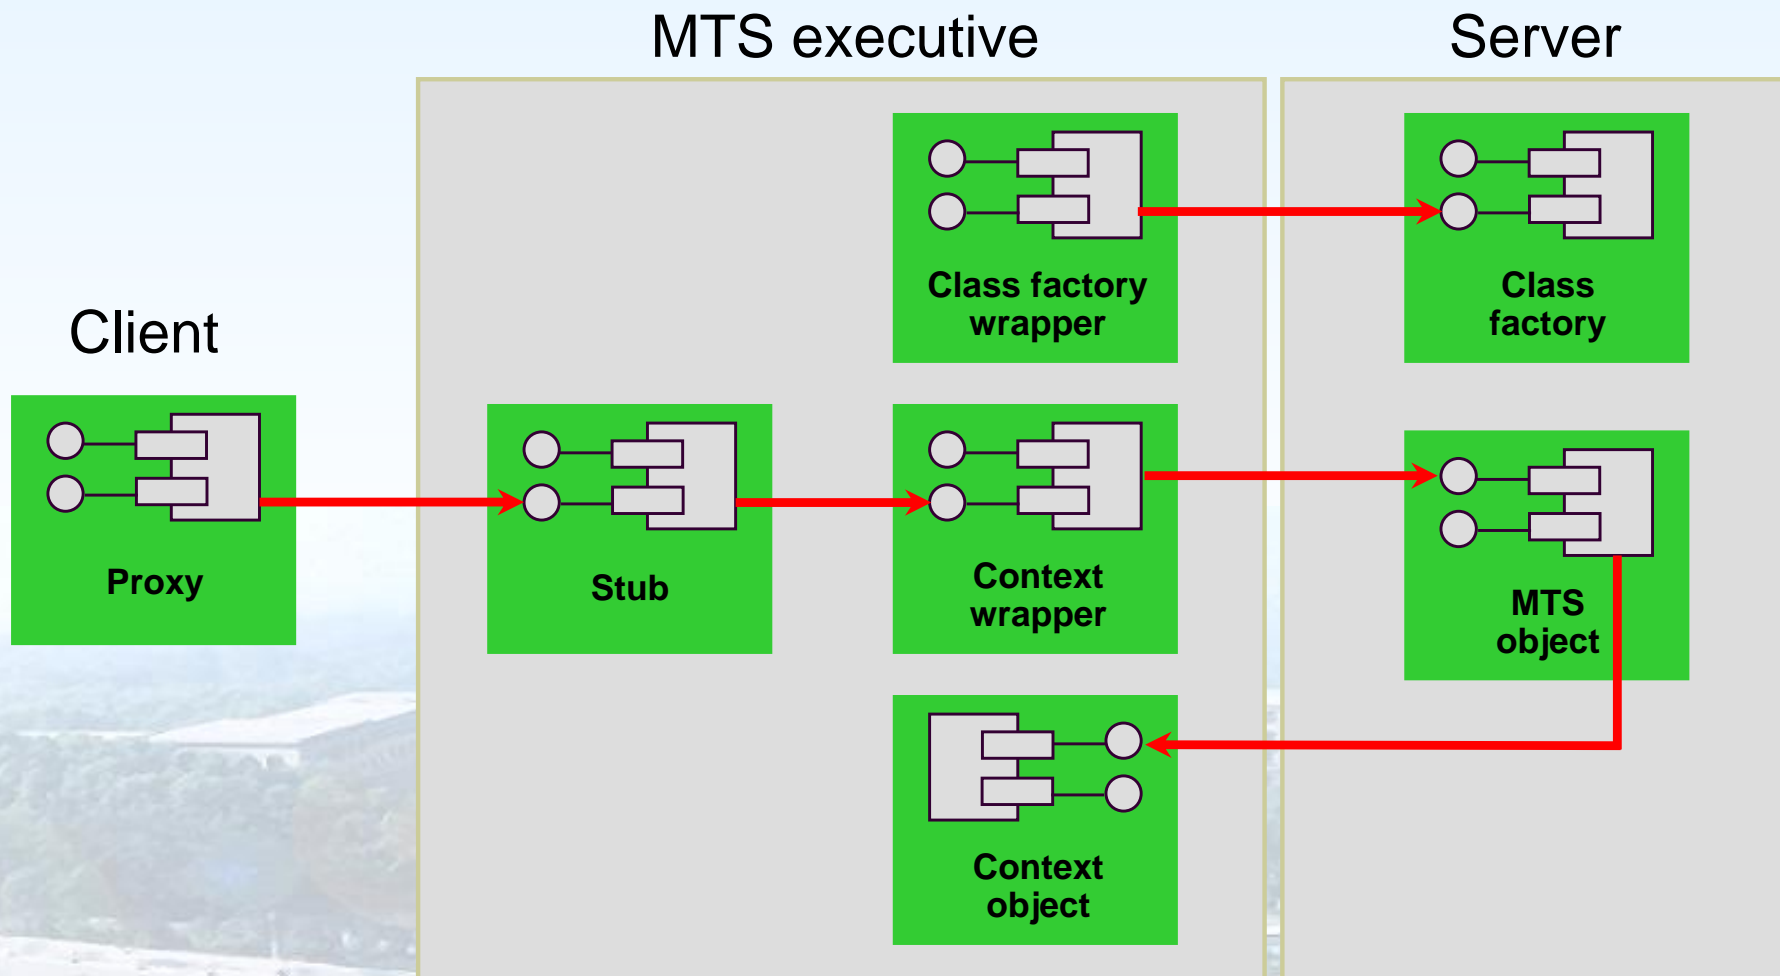 MTS executive
Server
Class factory
wrapper
Class
factory
Client
Proxy
Stub
Context
wrapper
MTS
object
Context
object